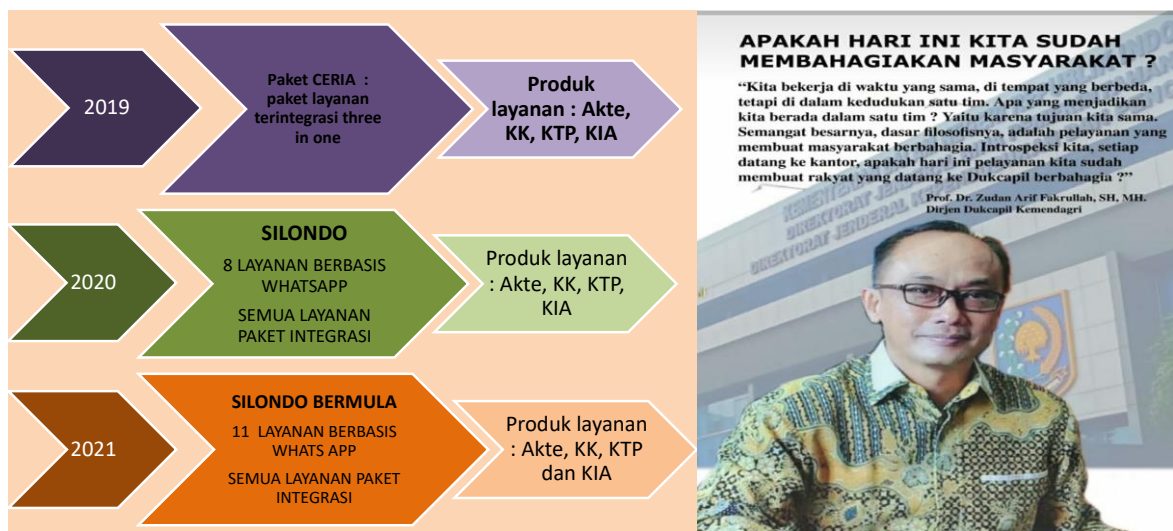 2019
Paket CERIA :
paket layanan
terintegrasi three
in one
Produk
layanan : Akte,
KK, KTP, KIA
2020
SILONDO
8 LAYANAN BERBASIS
WHATSAPP
SEMUA LAYANAN
PAKET INTEGRASI
Produk layanan
: Akte, KK, KTP,
KIA
2021
SILONDO BERMULA
11 LAYANAN BERBASIS
WHATS APP
SEMUA LAYANAN PAKET
INTEGRASI
Produk layanan
: Akte, KK, KTP
dan KIA
APAKAH HARI INI KITA SUDAH
MEMBAHAGIAKAN MASYARAKAT ?
“Kita bekerja di waktu yang sama, di tempat yang berbeda,
tetapi di dalam kedudukan satu tim. Apa yang menjadikan
kita berada dalam satu tim ? Yaitu karena tujuan kita sama.
Semangat besarnya, dasar filosofisnya, adalah pelayanan yang
membuat masyarakat berbahagia. Introspeksi kita, setiap
datang ke kantor, apakah hari ini pelayanan kita sudah
membuat rakyat yang datang ke Dukcapil berbahagia ?”
Prof. Dr. Zudan Arif Fakrullah, SH, MH.
Dirjen Dukcapil Kemendagri
DIREKTORAT JENDERAL